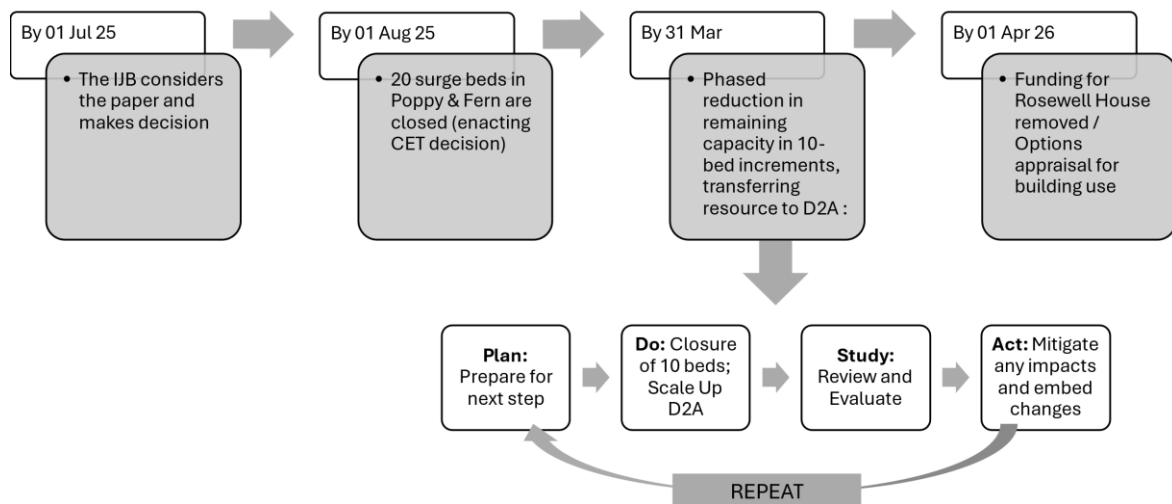 By 01 Jul 25
• The IJB considers
the paper and
makes decision
By 01 Aug 25
• 20 surge beds in
Poppy & Fern are
closed (enacting
CET decision)
By 31 Mar
• Phased
reduction in
remaining
capacity in 10-
bed increments,
transferring
resource to D2A :
By 01 Apr 26
• Funding for
Rosewell House
removed /
Options
appraisal for
building use
Plan:
Prepare for
next step
Do: Closure
of 10 beds;
Scale Up
D2A
Study:
Review and
Evaluate
Act: Mitigate
any impacts
and embed
changes
REPEAT